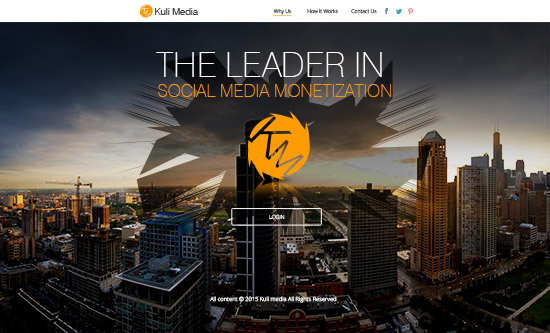 Kuli Media
Why Us How It Works Contact Us
THE LEADER IN
SOCIAL MEDIA MONETIZATION
LOGIN
All content © 2015 Kuli media All Rights Reserved